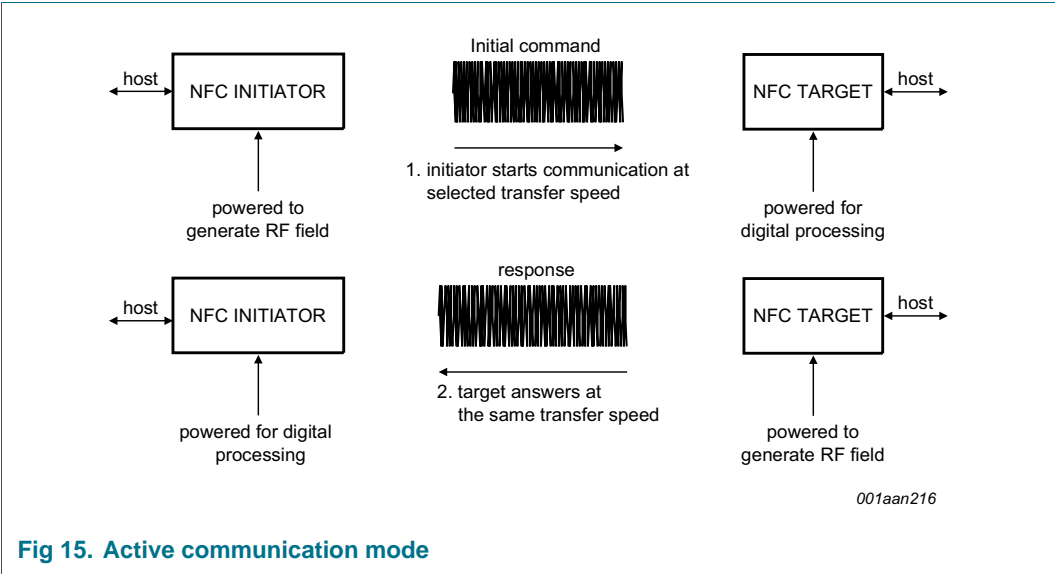 Initial command
host
NFC INITIATOR
NFC TARGET
host
1. initiator starts communication at
selected transfer speed
powered to
generate RF field
powered for
digital processing
response
host
NFC INITIATOR
NFC TARGET
host
2. target answers at
the same transfer speed
powered for digital
processing
powered to
generate RF field
001aan216
Fig 15. Active communication mode